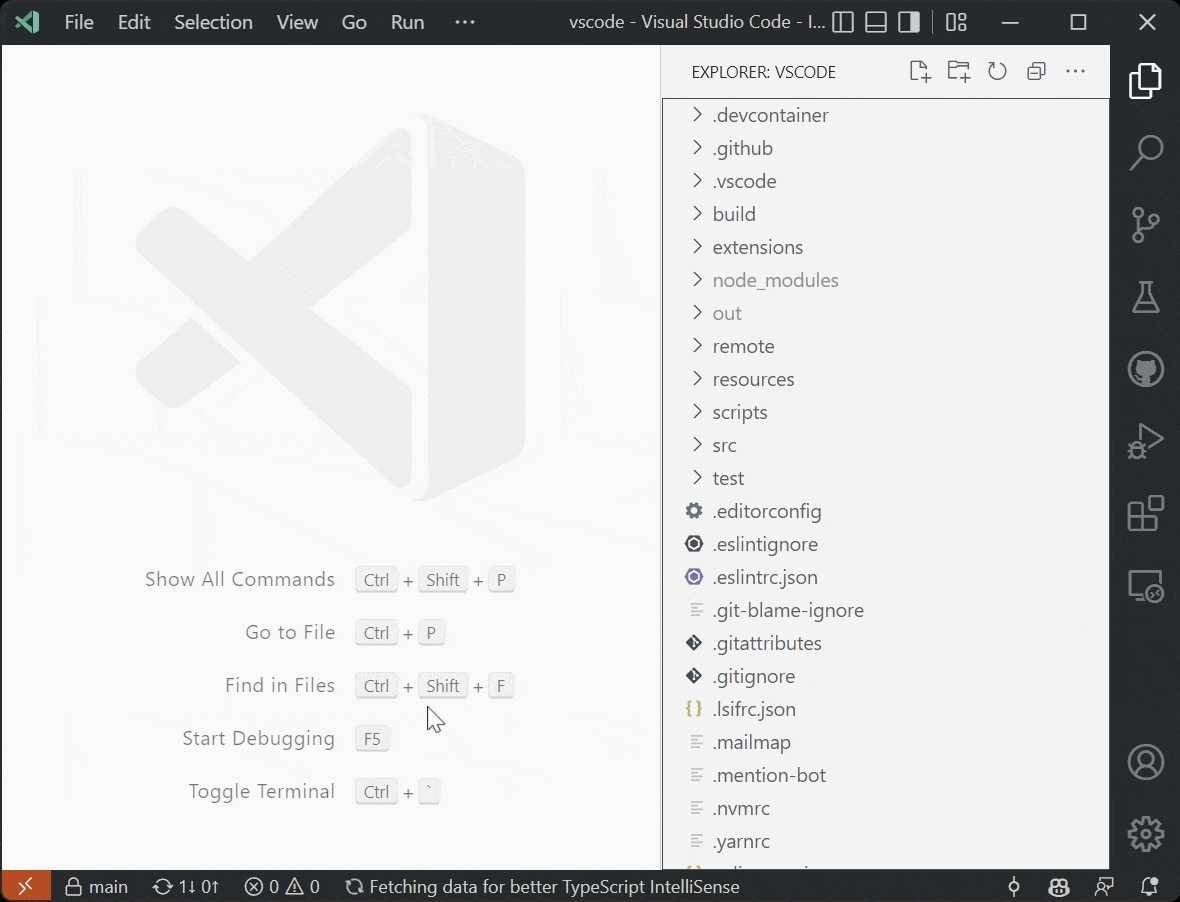 File Edit Selection View Go Run ··· vscode - Visual Studio Code - I...
EXPLORER: VSCODE
.devcontainer
.github
.vscode
build
extensions
node_modules
out
remote
resources
scripts
src
test
.editorconfig
.eslintignore
.eslintrc.json
.git-blame-ignore
.gitattributes
.gitignore
.lsifrc.json
.mailmap
.mention-bot
.nvmrc
.yarnrc
Show All Commands Ctrl + Shift + P
Go to File Ctrl + P
Find in Files Ctrl + Shift + F
Start Debugging F5
Toggle Terminal Ctrl + `
main 1↓ 0↑ 0 0 Fetching data for better TypeScript IntelliSense